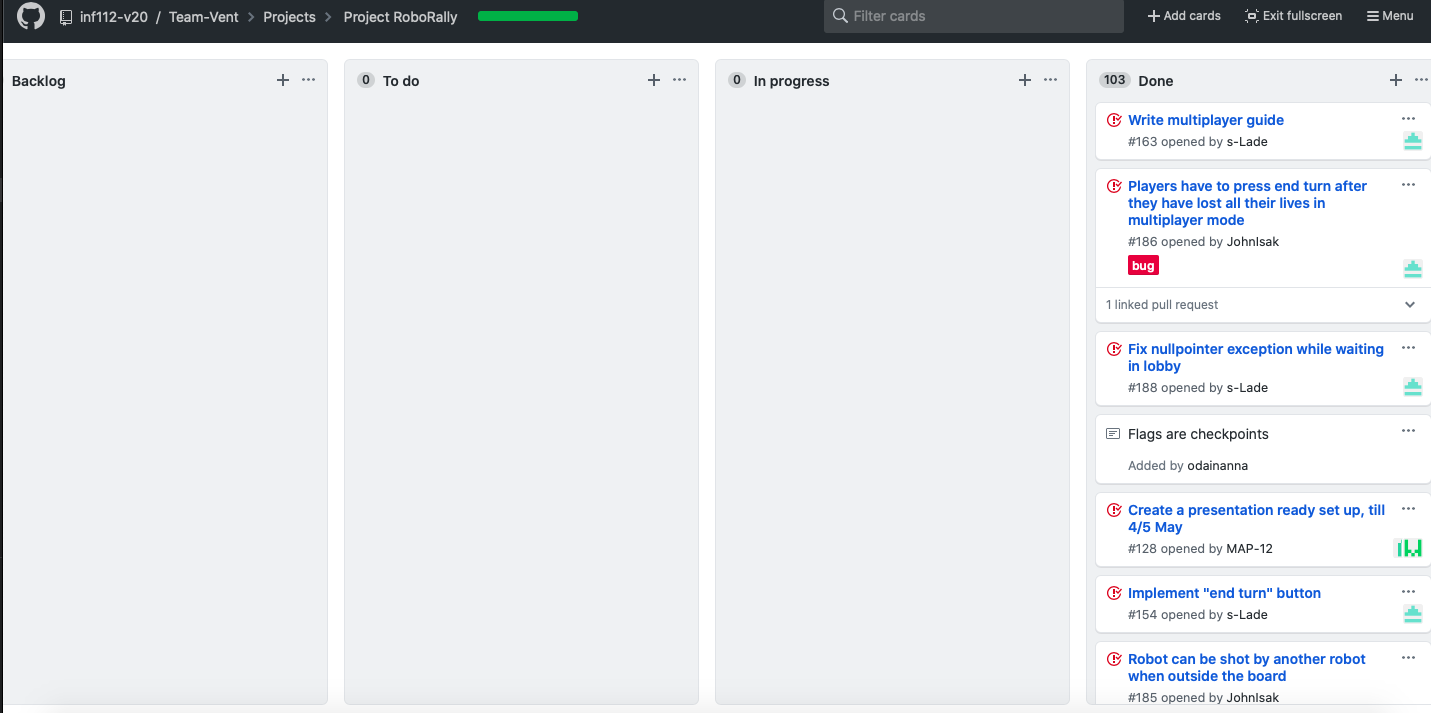 inf112-v20 / Team-Vent > Projects > Project RoboRally
Filter cards
Add cards
Exit fullscreen
Menu
Backlog
0 To do
0 In progress
103 Done
Write multiplayer guide
#163 opened by s-Lade
Players have to press end turn after
they have lost all their lives in
multiplayer mode
#186 opened by JohnIsak
bug
1 linked pull request
Fix nullpointer exception while waiting
in lobby
#188 opened by s-Lade
Flags are checkpoints
Added by odainanna
Create a presentation ready set up, till
4/5 May
#128 opened by MAP-12
Implement "end turn" button
#154 opened by s-Lade
Robot can be shot by another robot
when outside the board
#185 opened by JohnIsak